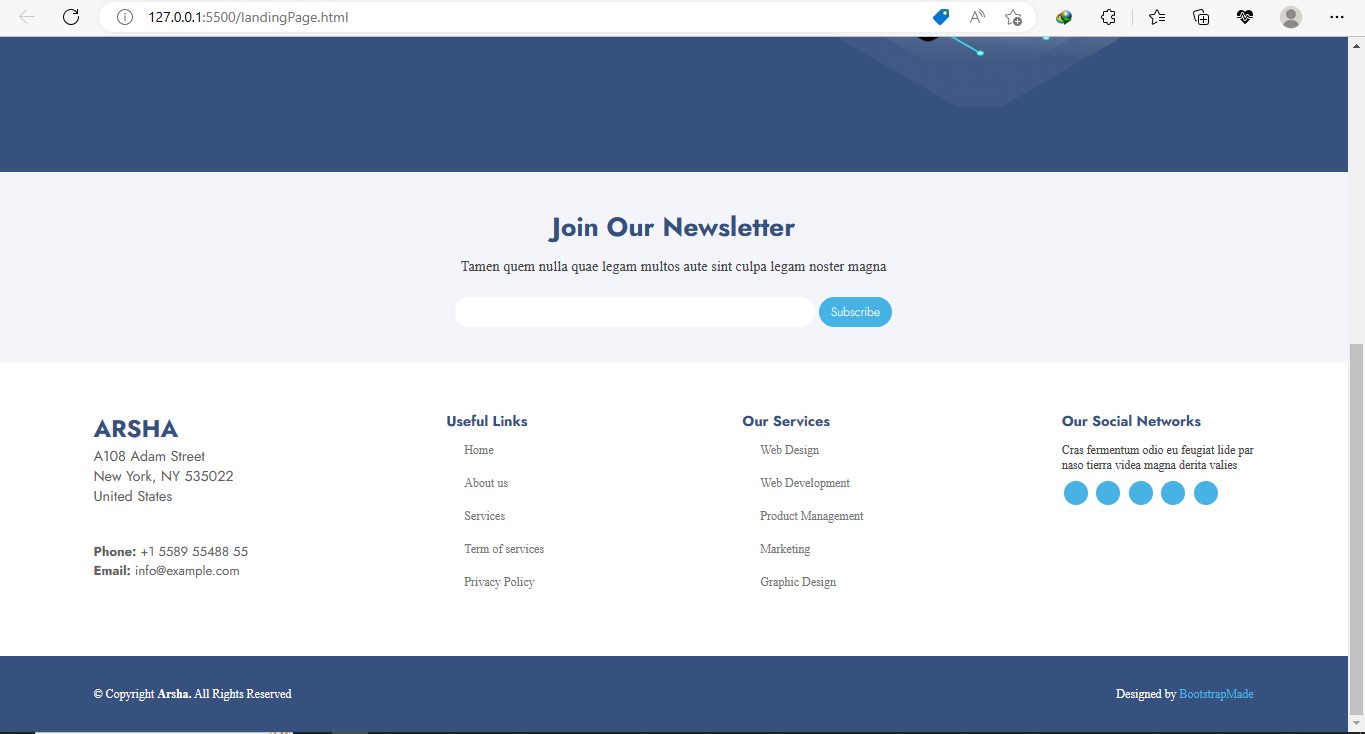 127.0.0.1:5500/landingPage.html
Join Our Newsletter
Tamen quem nulla quae legam multos aute sint culpa legam noster magna
Subscribe
ARSHA
A108 Adam Street
New York, NY 535022
United States
Phone: +1 5589 55488 55
Email: info@example.com
Useful Links
Home
About us
Services
Term of services
Privacy Policy
Our Services
Web Design
Web Development
Product Management
Marketing
Graphic Design
Our Social Networks
Cras fermentum odio eu feugiat lide par
naso tierra videa magna derita valies
© Copyright Arsha. All Rights Reserved
Designed by BootstrapMade